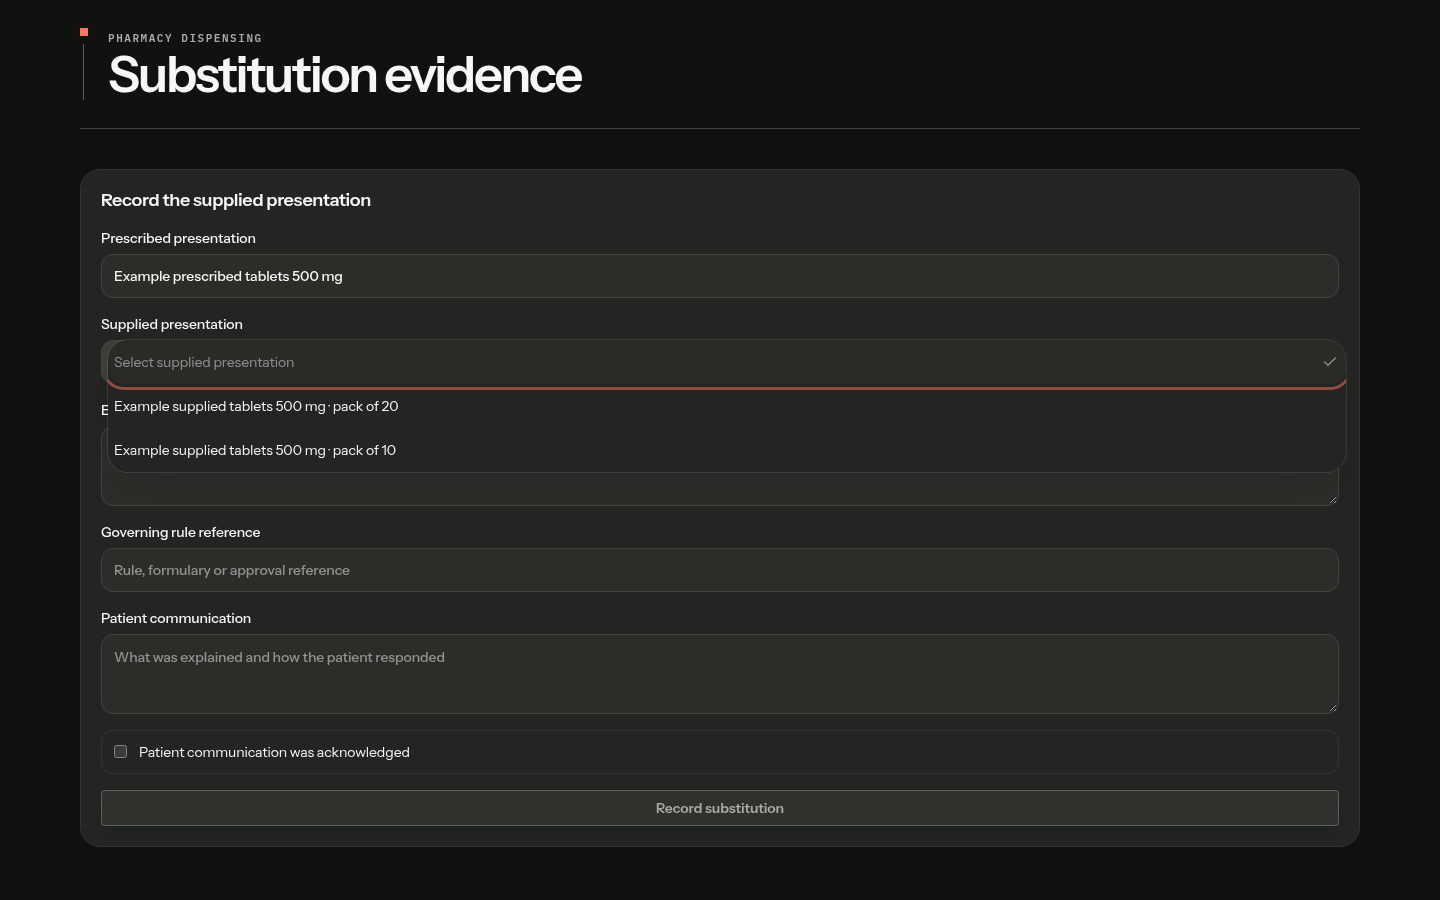 PHARMACY DISPENSING
Substitution evidence
Record the supplied presentation
Prescribed presentation
Example prescribed tablets 500 mg
Supplied presentation
Select supplied presentation
Example supplied tablets 500 mg · pack of 20
Example supplied tablets 500 mg · pack of 10
Governing rule reference
Rule, formulary or approval reference
Patient communication
What was explained and how the patient responded
Patient communication was acknowledged
Record substitution